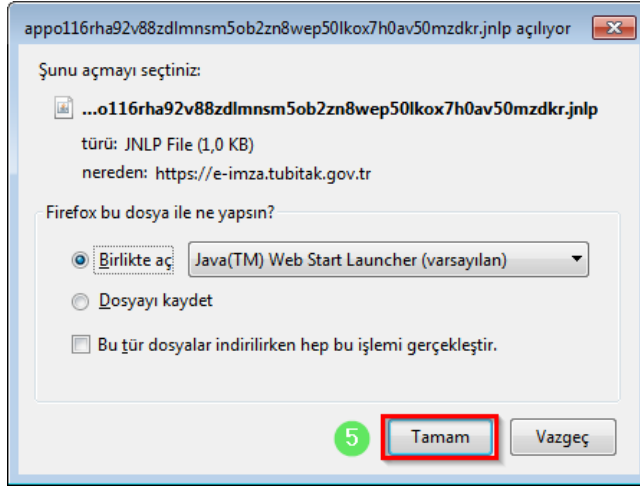 appo116rha92v88zdlmnsm5ob2zn8wep50lkox7h0av50mzdkr.jnlp açılıyor
Şunu açmayı seçtiniz:
...o116rha92v88zdlmnsm5ob2zn8wep50lkox7h0av50mzdkr.jnlp
türü: JNLP File (1,0 KB)
nereden: https://e-imza.tubitak.gov.tr
Firefox bu dosya ile ne yapsın?
Birlikte aç Java(TM) Web Start Launcher (varsayılan)
Dosyayı kaydet
Bu tür dosyalar indirilirken hep bu işlemi gerçekleştir.
5 Tamam Vazgeç